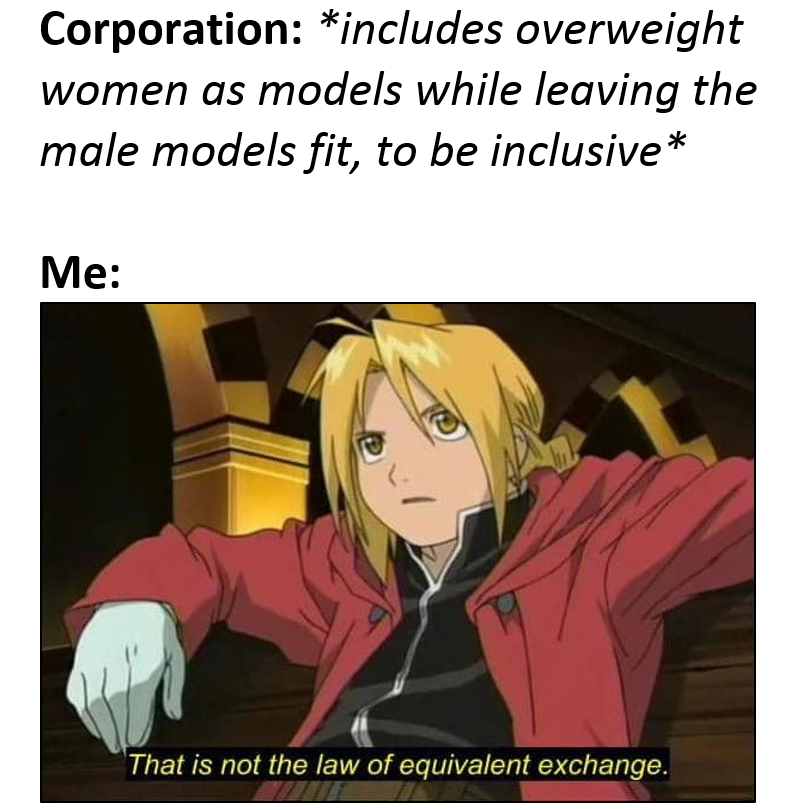 Corporation: *includes overweight
women as models while leaving the
male models fit, to be inclusive*
Me:
That is not the law of equivalent exchange.